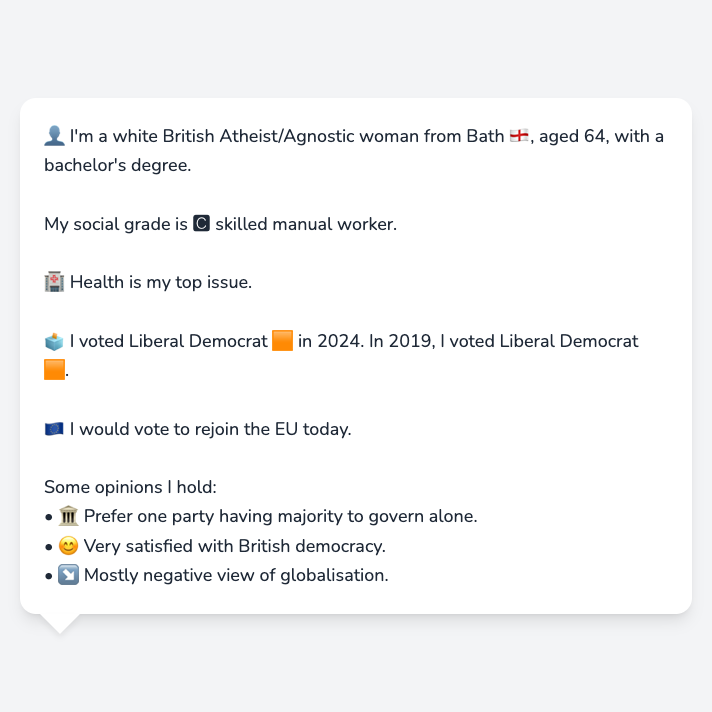 👤 I'm a white British Atheist/Agnostic woman from Bath 🏴󠁧󠁢󠁥󠁮󠁧󠁿, aged 64, with a
bachelor's degree.
My social grade is 🅲 skilled manual worker.
🏥 Health is my top issue.
🗳️ I voted Liberal Democrat 🟧 in 2024. In 2019, I voted Liberal Democrat
🟧.
🇪🇺 I would vote to rejoin the EU today.
Some opinions I hold:
• 🏛️ Prefer one party having majority to govern alone.
• 😊 Very satisfied with British democracy.
• ↘️ Mostly negative view of globalisation.